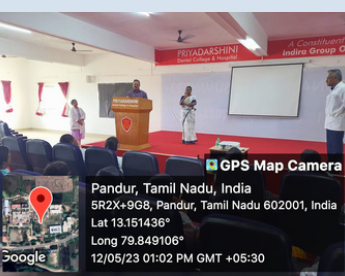 PRIYADARSHINI
Dental College & Hospital
A Constituent
Indira Group O
PRIYADARSHINI
GPS Map Camera
Pandur, Tamil Nadu, India
5R2X+9G8, Pandur, Tamil Nadu 602001, India
Lat 13.151436°
Long 79.849106°
12/05/23 01:02 PM GMT +05:30
Google